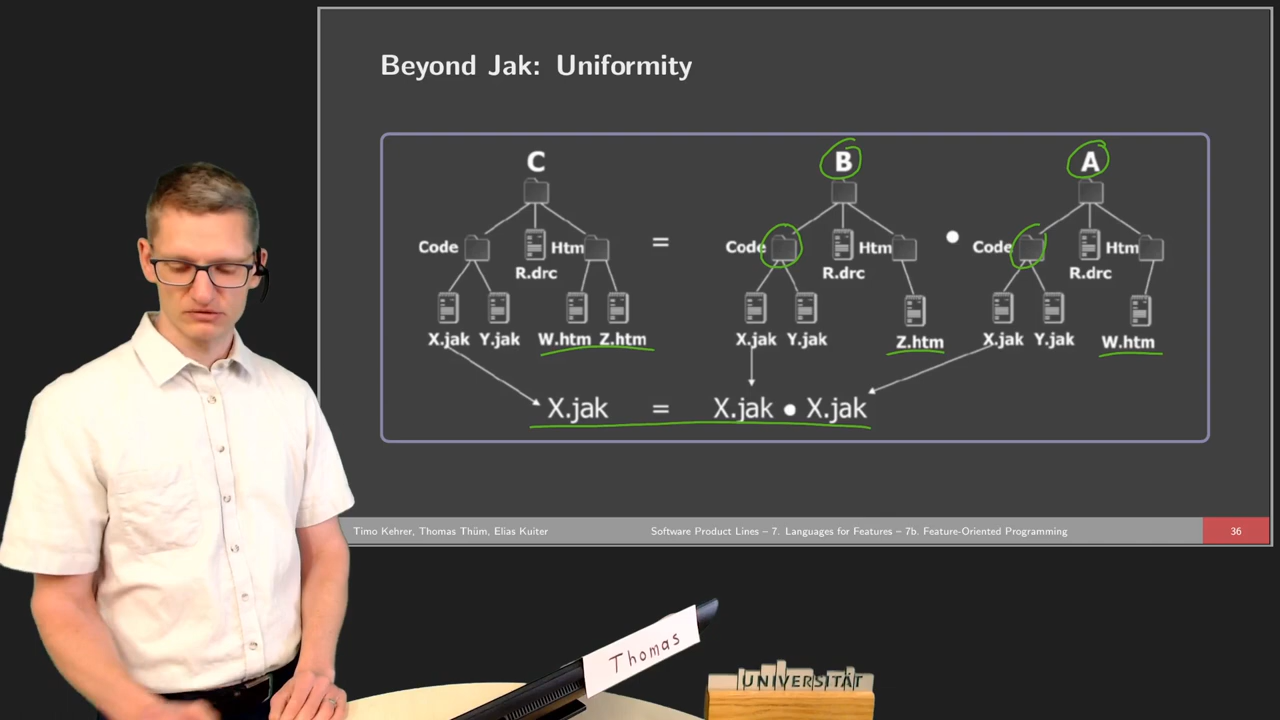 Beyond Jak: Uniformity
C
B
A
Code
Htm
R.drc
=
Code
Htm
R.drc
•
Code
Htm
R.drc
X.jak Y.jak W.htm Z.htm
X.jak Y.jak Z.htm
X.jak Y.jak W.htm
X.jak = X.jak • X.jak
Timo Kehrer, Thomas Thüm, Elias Kuiter
Software Product Lines – 7. Languages for Features – 7b. Feature-Oriented Programming
36
Thomas
UNIVERSITÄT